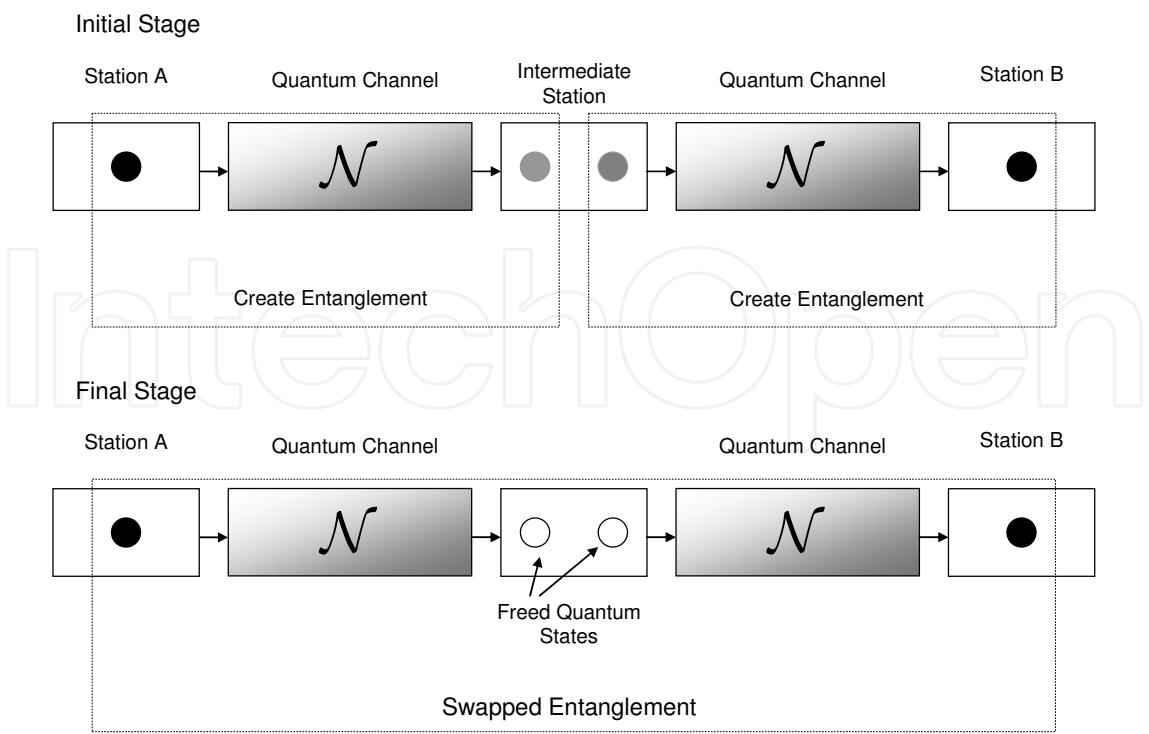 Initial Stage
Station A
Quantum Channel
Intermediate
Station
Quantum Channel
Station B
𝒩
𝒩
Create Entanglement
Create Entanglement
IntechOpen
Final Stage
Station A
Quantum Channel
Quantum Channel
Station B
𝒩
𝒩
Freed Quantum
States
Swapped Entanglement